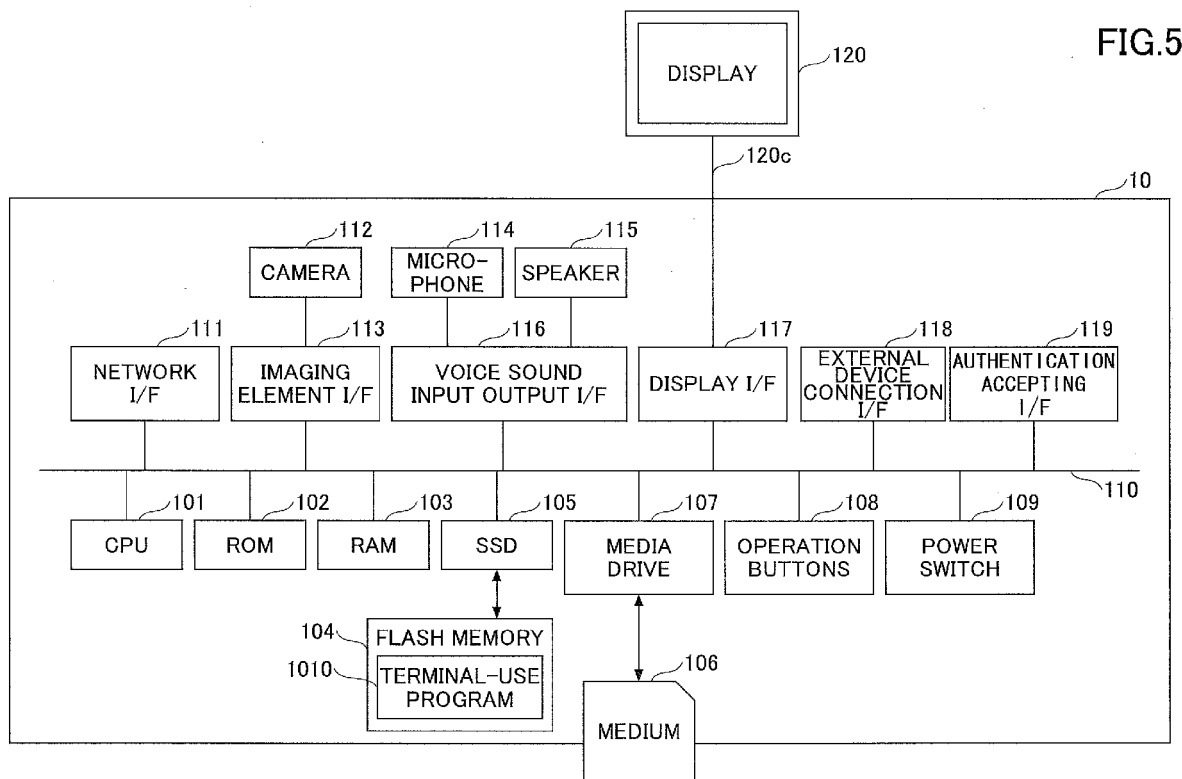 FIG.5
DISPLAY
120
120c
10
112
114
115
CAMERA
MICRO-
PHONE
SPEAKER
111
113
116
117
118
119
NETWORK
I/F
IMAGING
ELEMENT I/F
VOICE SOUND
INPUT OUTPUT I/F
DISPLAY I/F
EXTERNAL
DEVICE
CONNECTION
I/F
AUTHENTICATION
ACCEPTING
I/F
110
101
102
103
105
107
108
109
CPU
ROM
RAM
SSD
MEDIA
DRIVE
OPERATION
BUTTONS
POWER
SWITCH
104
FLASH MEMORY
1010
TERMINAL-USE
PROGRAM
106
MEDIUM